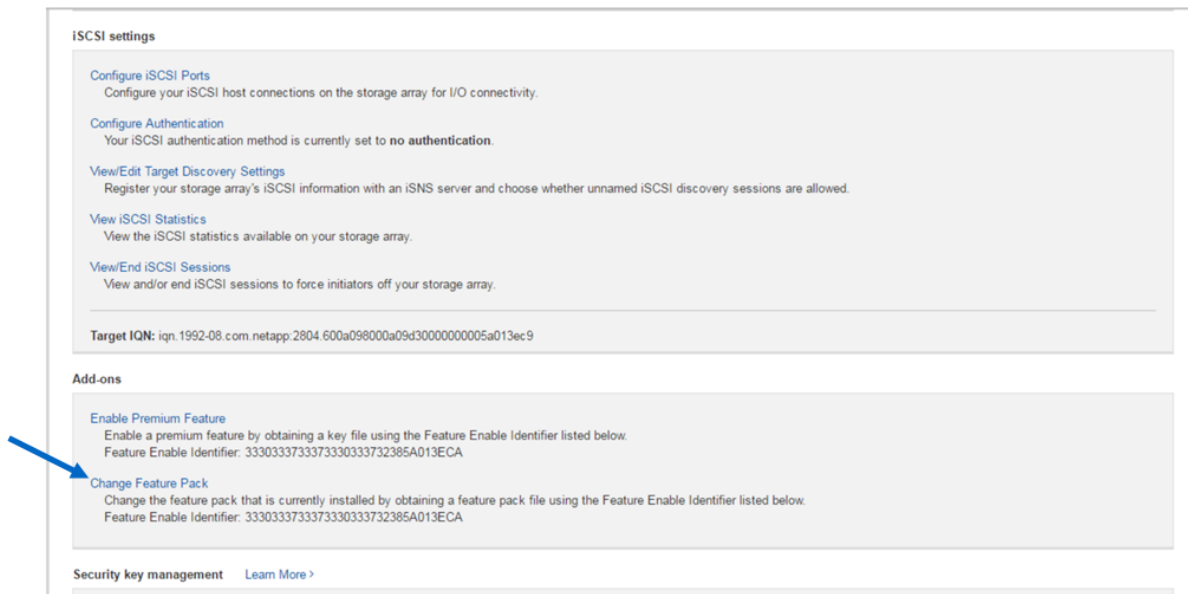 iSCSI settings
Configure iSCSI Ports
Configure your iSCSI host connections on the storage array for I/O connectivity.
Configure Authentication
Your iSCSI authentication method is currently set to no authentication.
View/Edit Target Discovery Settings
Register your storage array's iSCSI information with an iSNS server and choose whether unnamed iSCSI discovery sessions are allowed.
View iSCSI Statistics
View the iSCSI statistics available on your storage array.
View/End iSCSI Sessions
View and/or end iSCSI sessions to force initiators off your storage array.
Target IQN: iqn.1992-08.com.netapp:2804.600a098000a09d30000000005a013ec9
Add-ons
Enable Premium Feature
Enable a premium feature by obtaining a key file using the Feature Enable Identifier listed below.
Feature Enable Identifier: 3330333733373330333732385A013ECA
Change Feature Pack
Change the feature pack that is currently installed by obtaining a feature pack file using the Feature Enable Identifier listed below.
Feature Enable Identifier: 3330333733373330333732385A013ECA
Security key management Learn More >